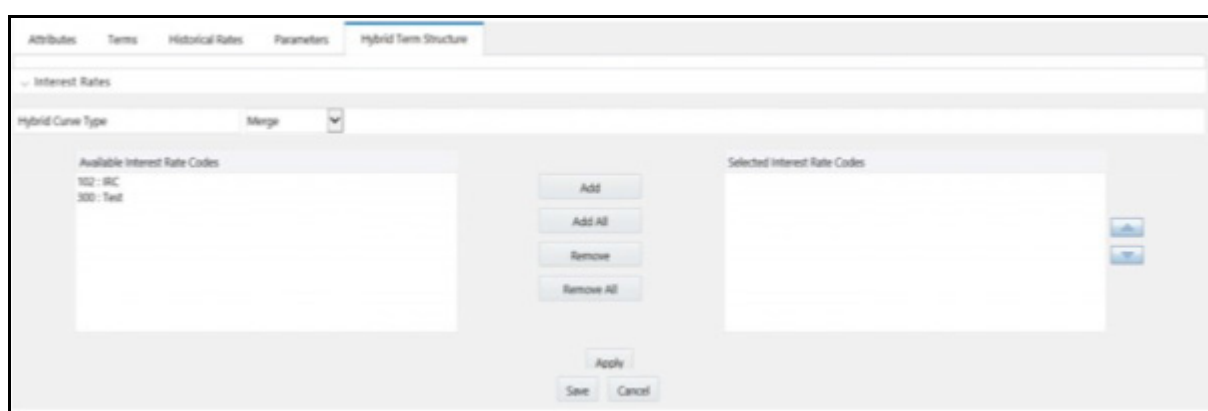 Attributes Terms Historical Rates Parameters Hybrid Term Structure
Interest Rates
Hybrid Curve Type Merge
Available Interest Rate Codes Selected Interest Rate Codes
102 : IRC
300 : Test
Add
Add All
Remove
Remove All
Apply
Save Cancel